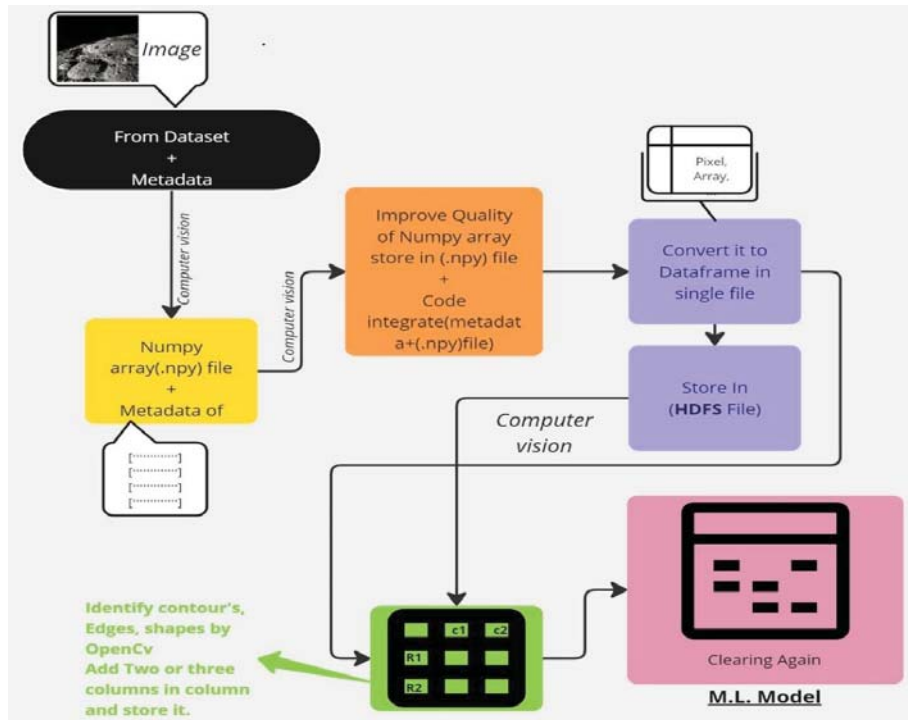 Image
From Dataset
+
Metadata
Computer vision
Numpy
array(.npy) file
+
Metadata of
[··········]
[··········]
[··········]
[··········]
Computer vision
Improve Quality
of Numpy array
store in (.npy) file
+
Code
integrate(metadat
a+(.npy)file)
Pixel,
Array,
Convert it to
Dataframe in
single file
Store In
(HDFS File)
Computer
vision
Identify contour's,
Edges, shapes by
OpenCv
Add Two or three
columns in column
and store it.
c1 c2
R1
R2
Clearing Again
M.L. Model